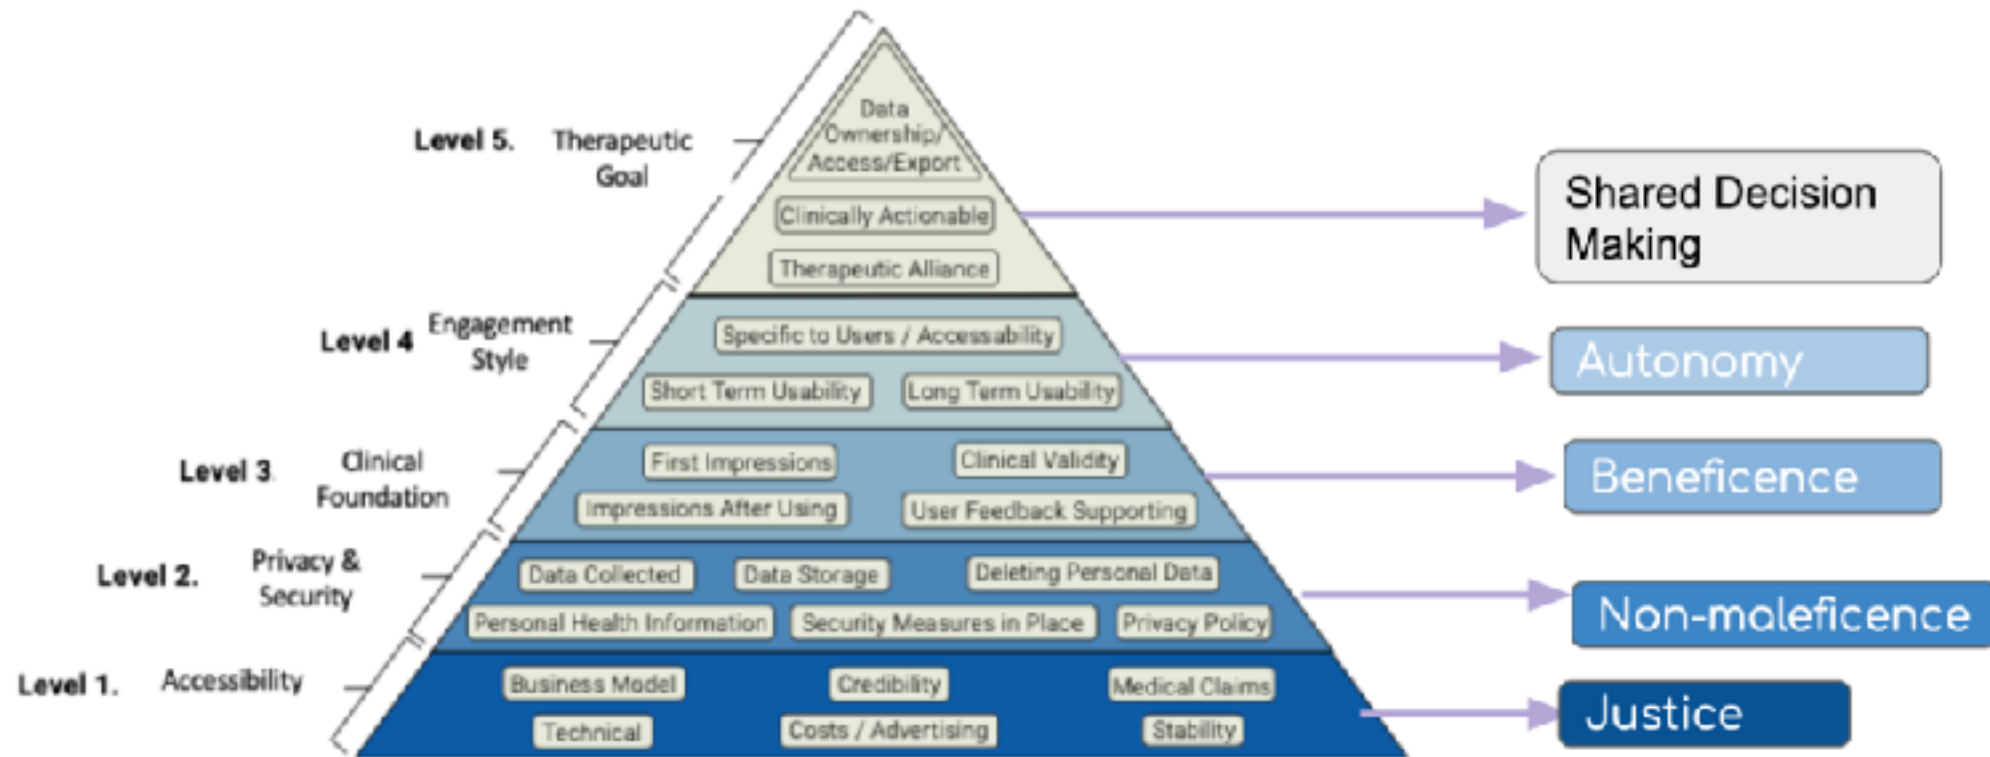 Data
Ownership/
Access/Export
Level 5. Therapeutic
Goal
Clinically Actionable
Therapeutic Alliance
Shared Decision
Making
Level 4 Engagement
Style
Specific to Users / Accessability
Short Term Usability Long Term Usability
Autonomy
Level 3. Clinical
Foundation
First Impressions Clinical Validity
Impressions After Using User Feedback Supporting
Beneficence
Level 2. Privacy &
Security
Data Collected Data Storage Deleting Personal Data
Personal Health Information Security Measures in Place Privacy Policy
Non-maleficence
Level 1. Accessibility
Business Model Credibility Medical Claims
Technical Costs / Advertising Stability
Justice